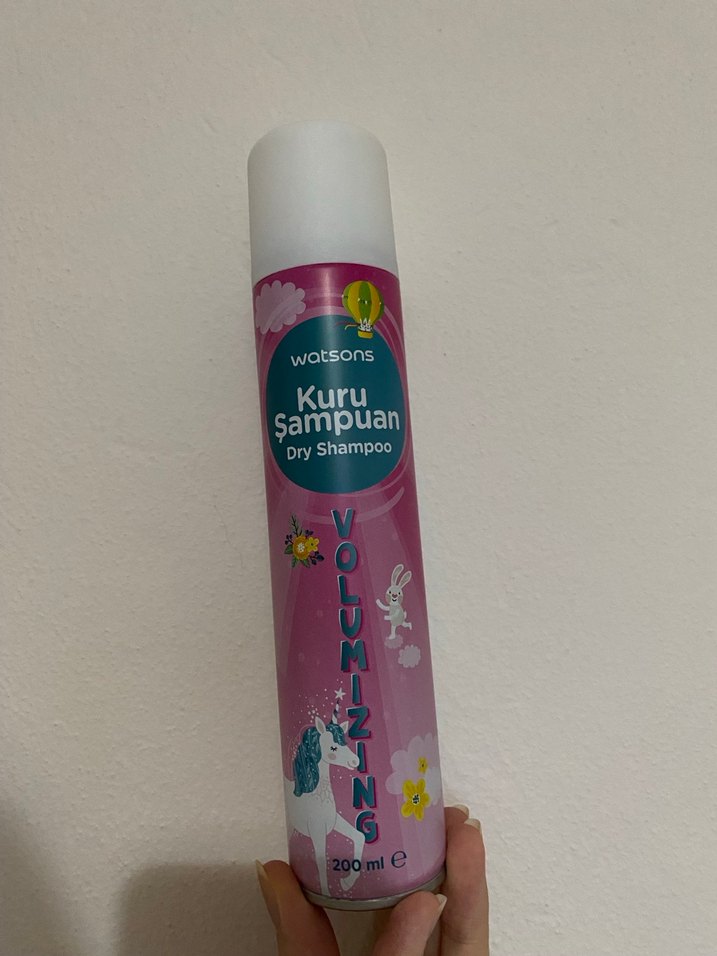 watsons
Kuru
Şampuan
Dry Shampoo
VOLUMIZING
200 ml ℮